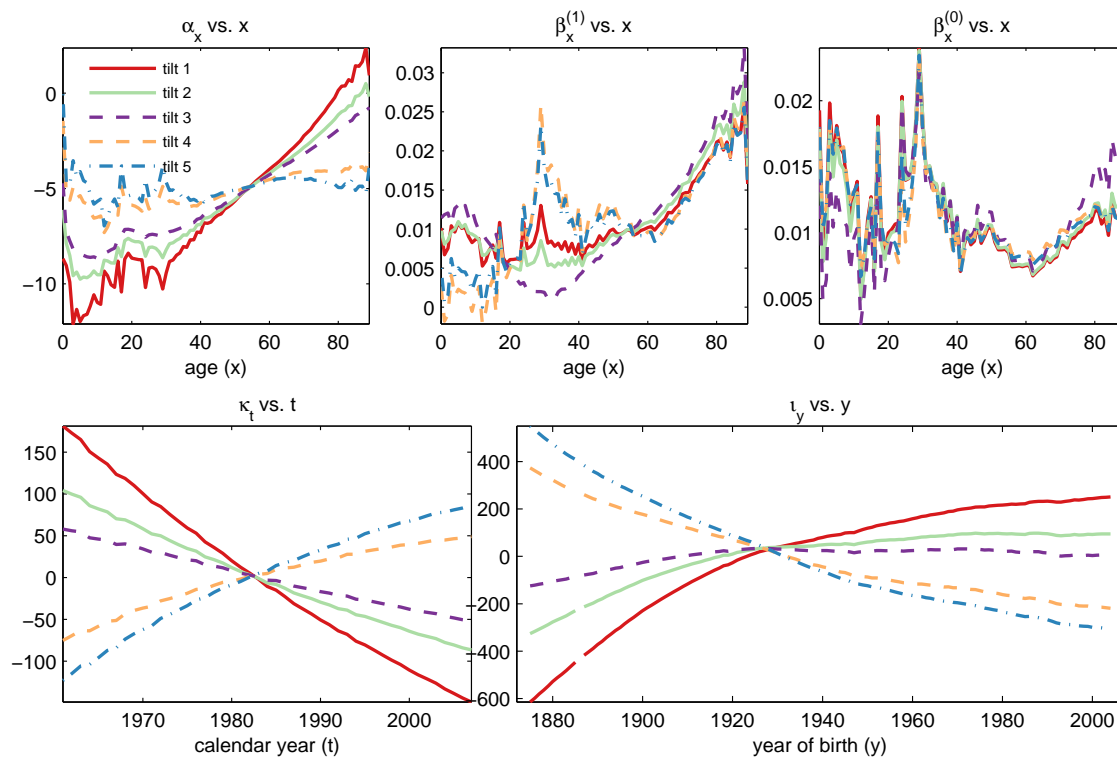 α_x vs. x
β_x^(1) vs. x
β_x^(0) vs. x
0
−5
−10
tilt 1
tilt 2
tilt 3
tilt 4
tilt 5
0 20 40 60 80
age (x)
0.03
0.025
0.02
0.015
0.01
0.005
0
0 20 40 60 80
age (x)
0.02
0.015
0.01
0.005
0 20 40 60 80
age (x)
κ_t vs. t
ι_y vs. y
150
100
50
0
−50
−100
1970 1980 1990 2000
calendar year (t)
400
200
0
−200
−400
−600
1880 1900 1920 1940 1960 1980 2000
year of birth (y)